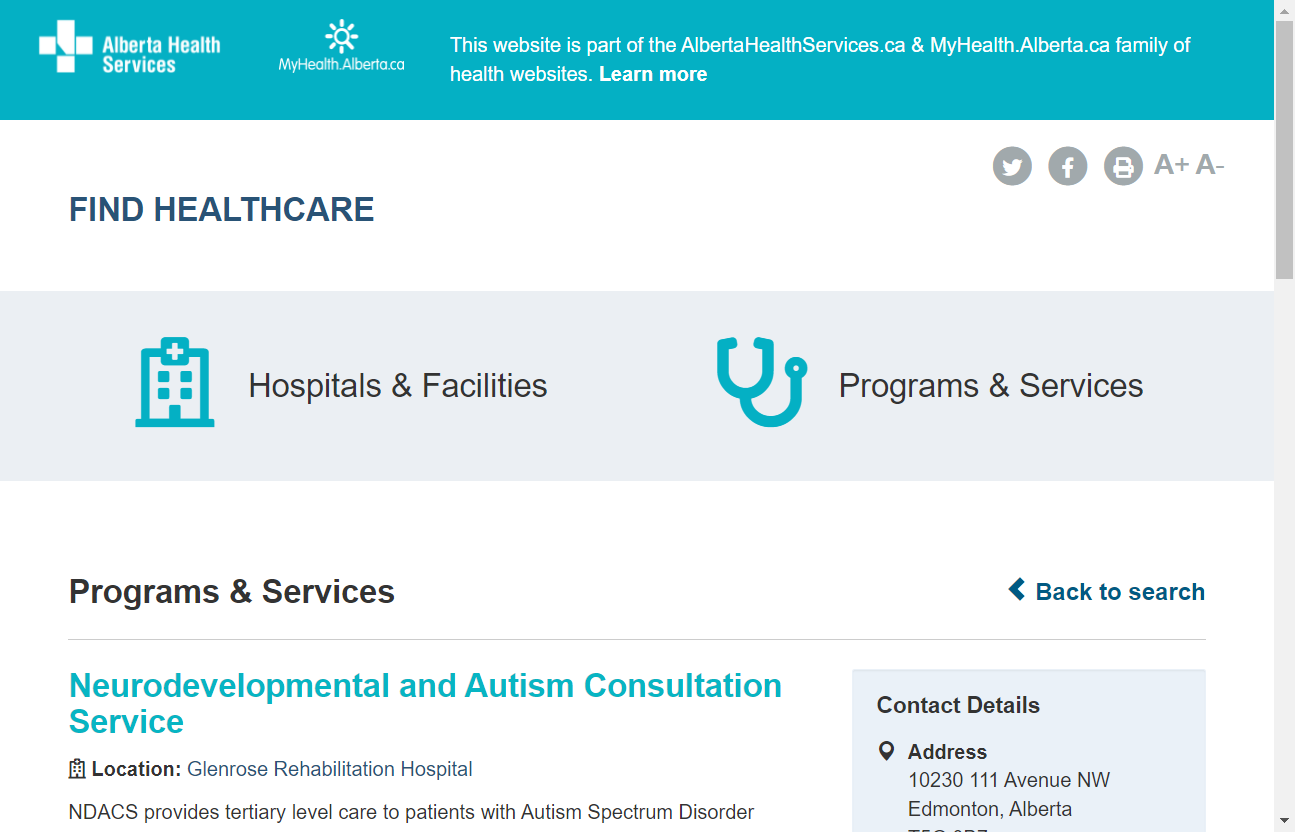 Alberta Health
Services
MyHealth.Alberta.ca
This website is part of the AlbertaHealthServices.ca & MyHealth.Alberta.ca family of
health websites. Learn more
A+ A-
FIND HEALTHCARE
Hospitals & Facilities
Programs & Services
Programs & Services
Back to search
Neurodevelopmental and Autism Consultation
Service
Location: Glenrose Rehabilitation Hospital
NDACS provides tertiary level care to patients with Autism Spectrum Disorder
Contact Details
Address
10230 111 Avenue NW
Edmonton, Alberta